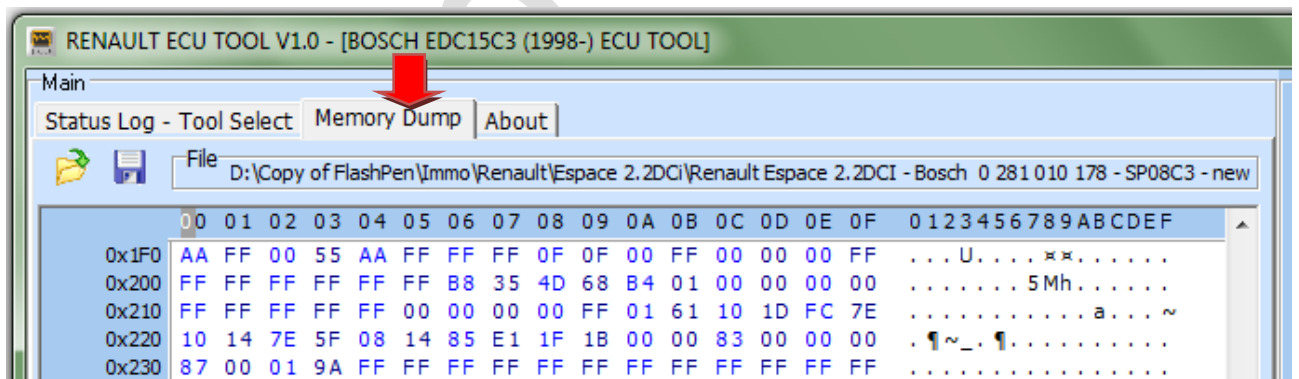 RENAULT ECU TOOL V1.0 - [BOSCH EDC15C3 (1998-) ECU TOOL]
Main
Status Log - Tool Select Memory Dump About
File D:\Copy of FlashPen\Immo\Renault\Espace 2.2DCi\Renault Espace 2.2DCI - Bosch 0 281 010 178 - SP08C3 - new
00 01 02 03 04 05 06 07 08 09 0A 0B 0C 0D 0E 0F 0123456789ABCDEF
0x1F0 AA FF 00 55 AA FF FF FF 0F 0F 00 FF 00 00 00 FF ...U....¤¤......
0x200 FF FF FF FF FF FF B8 35 4D 68 B4 01 00 00 00 00 .......5Mh......
0x210 FF FF FF FF FF 00 00 00 00 FF 01 61 10 1D FC 7E ...........a...~
0x220 10 14 7E 5F 08 14 85 E1 1F 1B 00 00 83 00 00 00 .¶~_.¶..........
0x230 87 00 01 9A FF FF FF FF FF FF FF FF FF FF FF FF ................